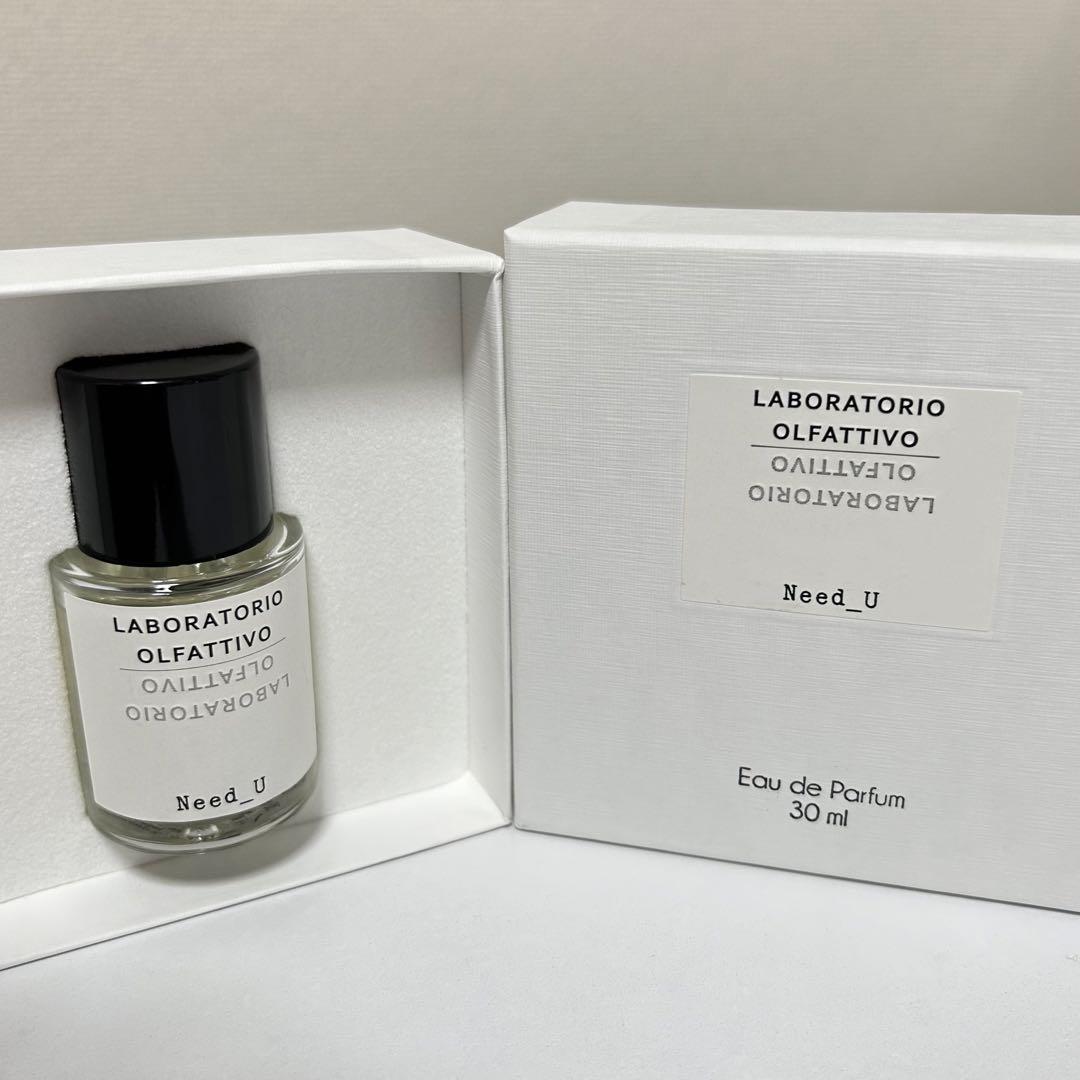 LABORATORIO
OLFATTIVO
OLFATTIVO
LABORATORIO
Need_U
LABORATORIO
OLFATTIVO
OLFATTIVO
LABORATORIO
Need_U
Eau de Parfum
30 ml